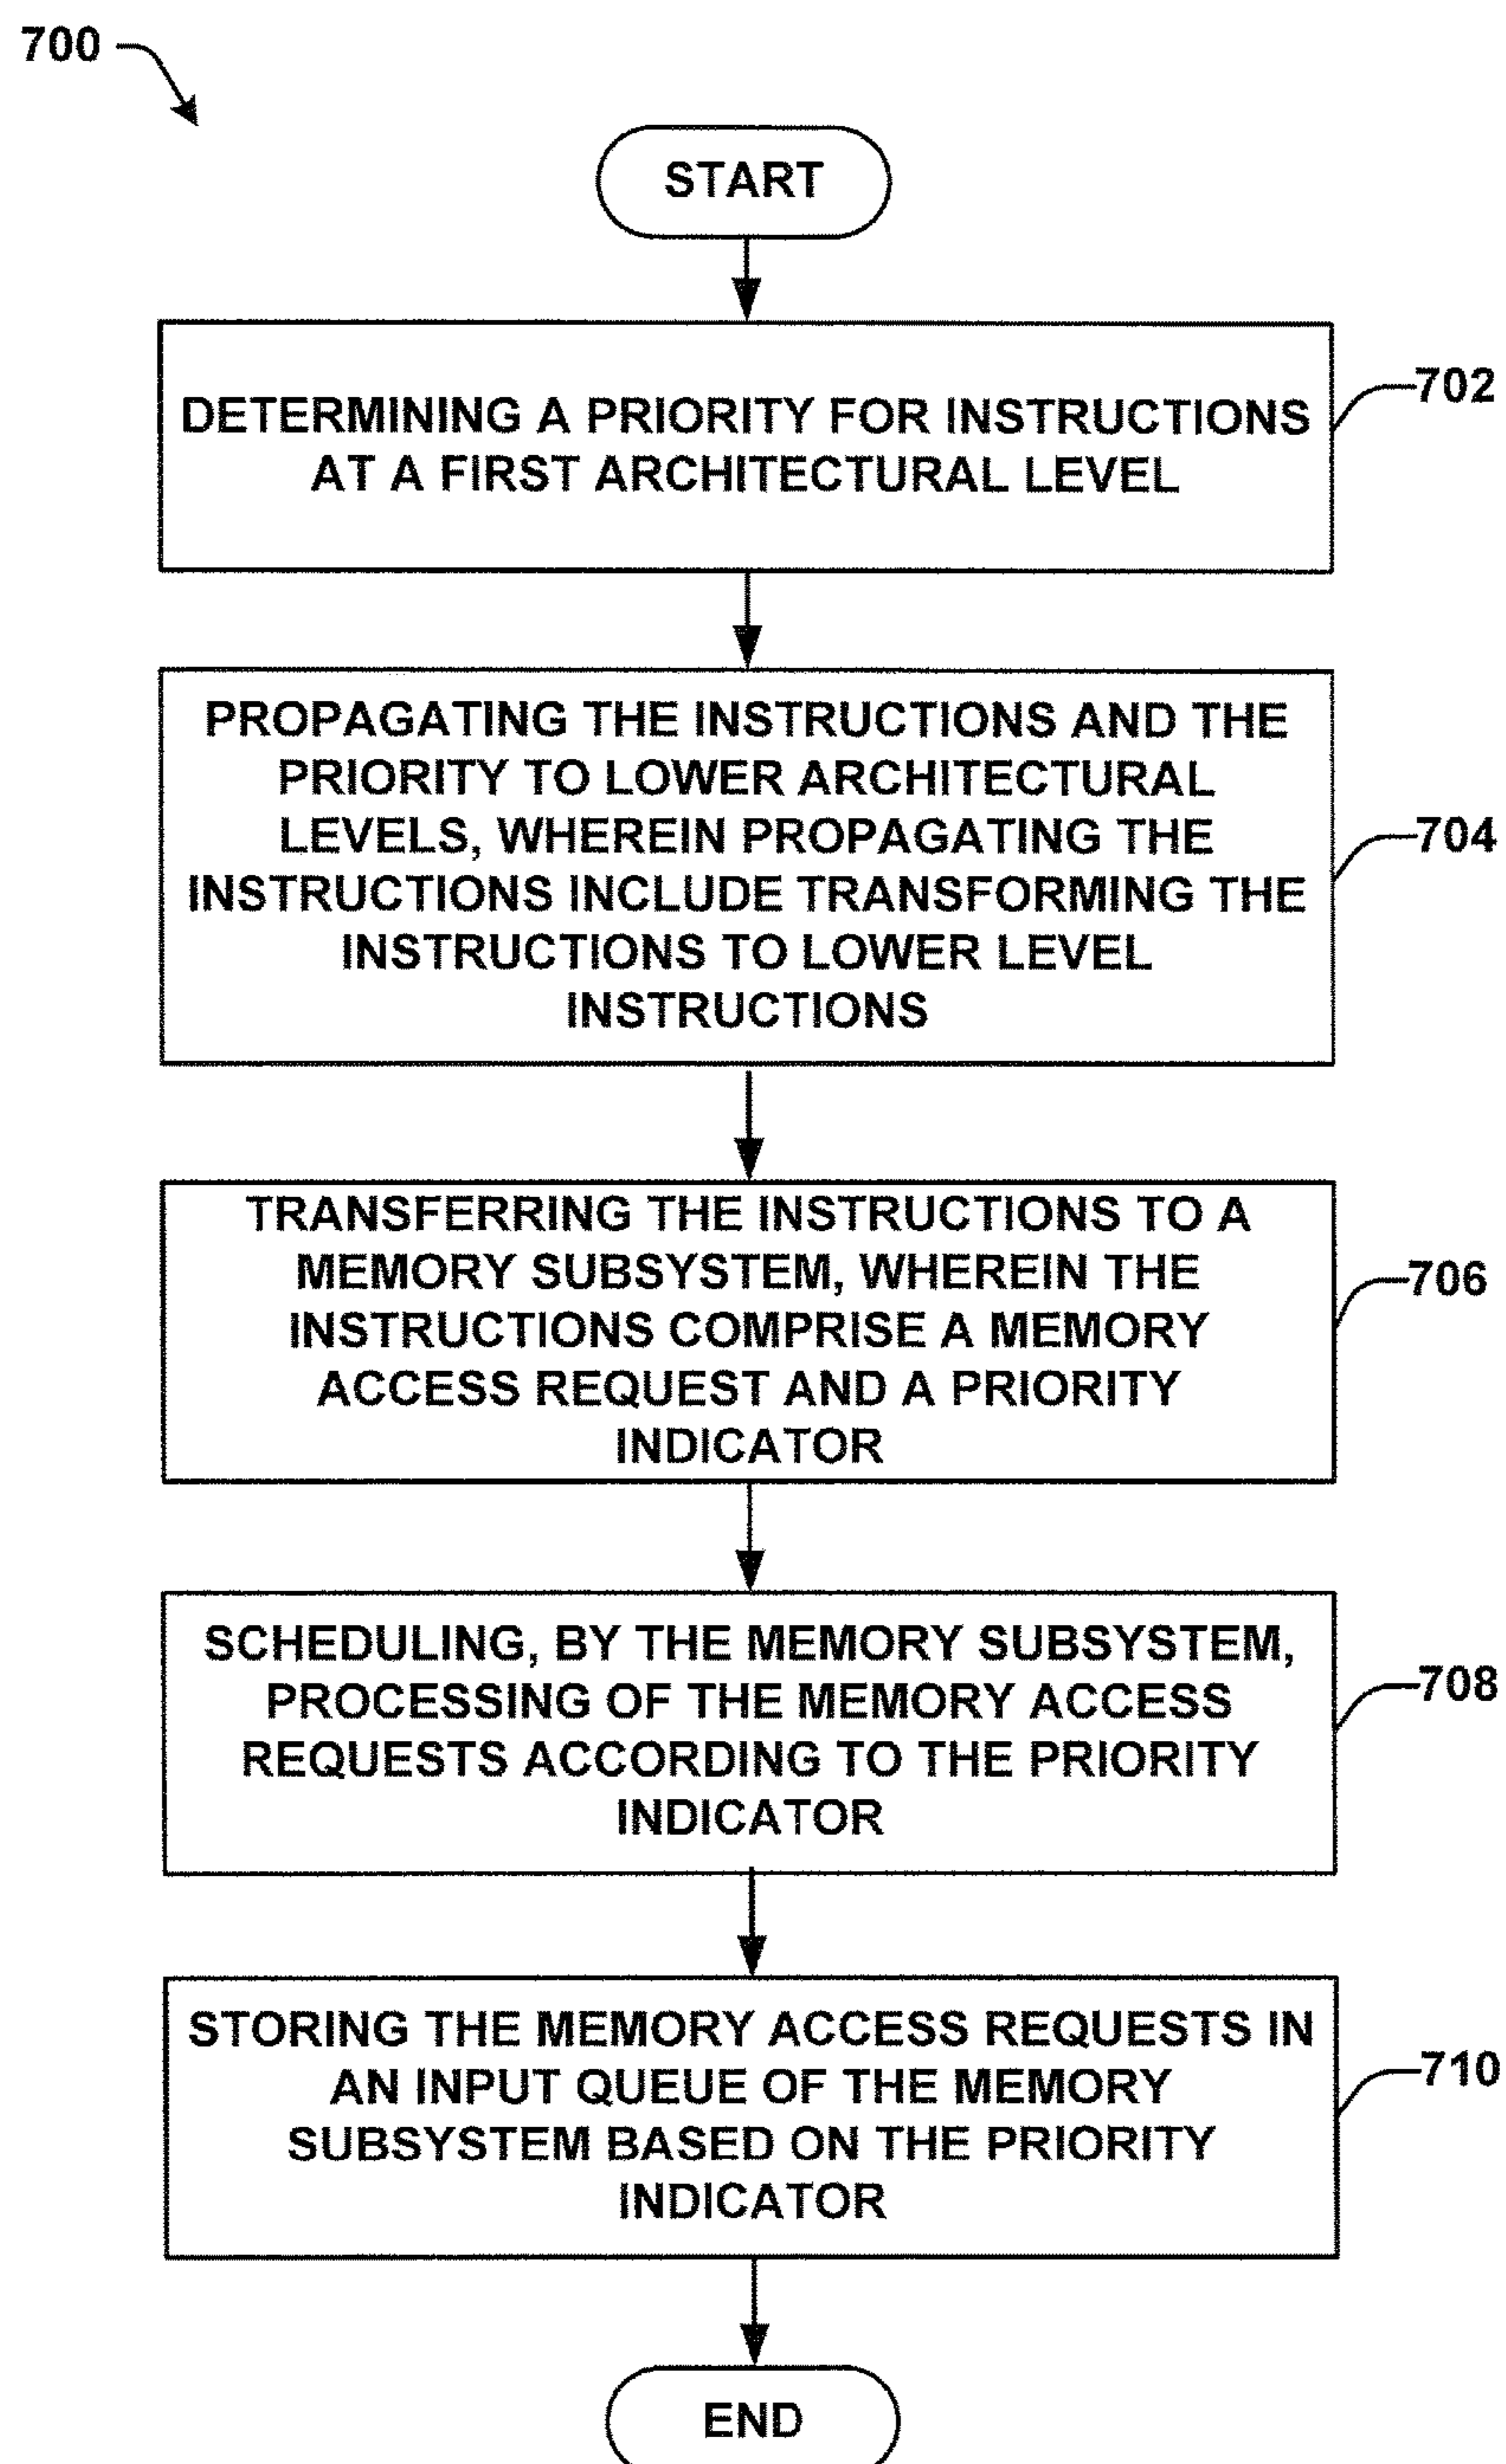 700
START
DETERMINING A PRIORITY FOR INSTRUCTIONS
AT A FIRST ARCHITECTURAL LEVEL
702
PROPAGATING THE INSTRUCTIONS AND THE
PRIORITY TO LOWER ARCHITECTURAL
LEVELS, WHEREIN PROPAGATING THE
INSTRUCTIONS INCLUDE TRANSFORMING THE
INSTRUCTIONS TO LOWER LEVEL
INSTRUCTIONS
704
TRANSFERRING THE INSTRUCTIONS TO A
MEMORY SUBSYSTEM, WHEREIN THE
INSTRUCTIONS COMPRISE A MEMORY
ACCESS REQUEST AND A PRIORITY
INDICATOR
706
SCHEDULING, BY THE MEMORY SUBSYSTEM,
PROCESSING OF THE MEMORY ACCESS
REQUESTS ACCORDING TO THE PRIORITY
INDICATOR
708
STORING THE MEMORY ACCESS REQUESTS IN
AN INPUT QUEUE OF THE MEMORY
SUBSYSTEM BASED ON THE PRIORITY
INDICATOR
710
END